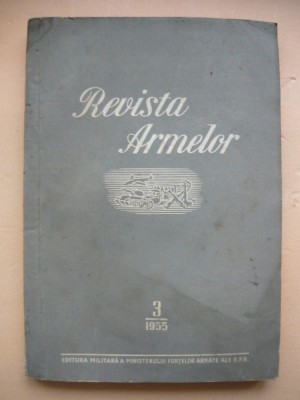 Revista
Armelor
3
1955
EDITURA MILITARĂ A MINISTERULUI FORȚELOR ARMATE ALE R.P.R.